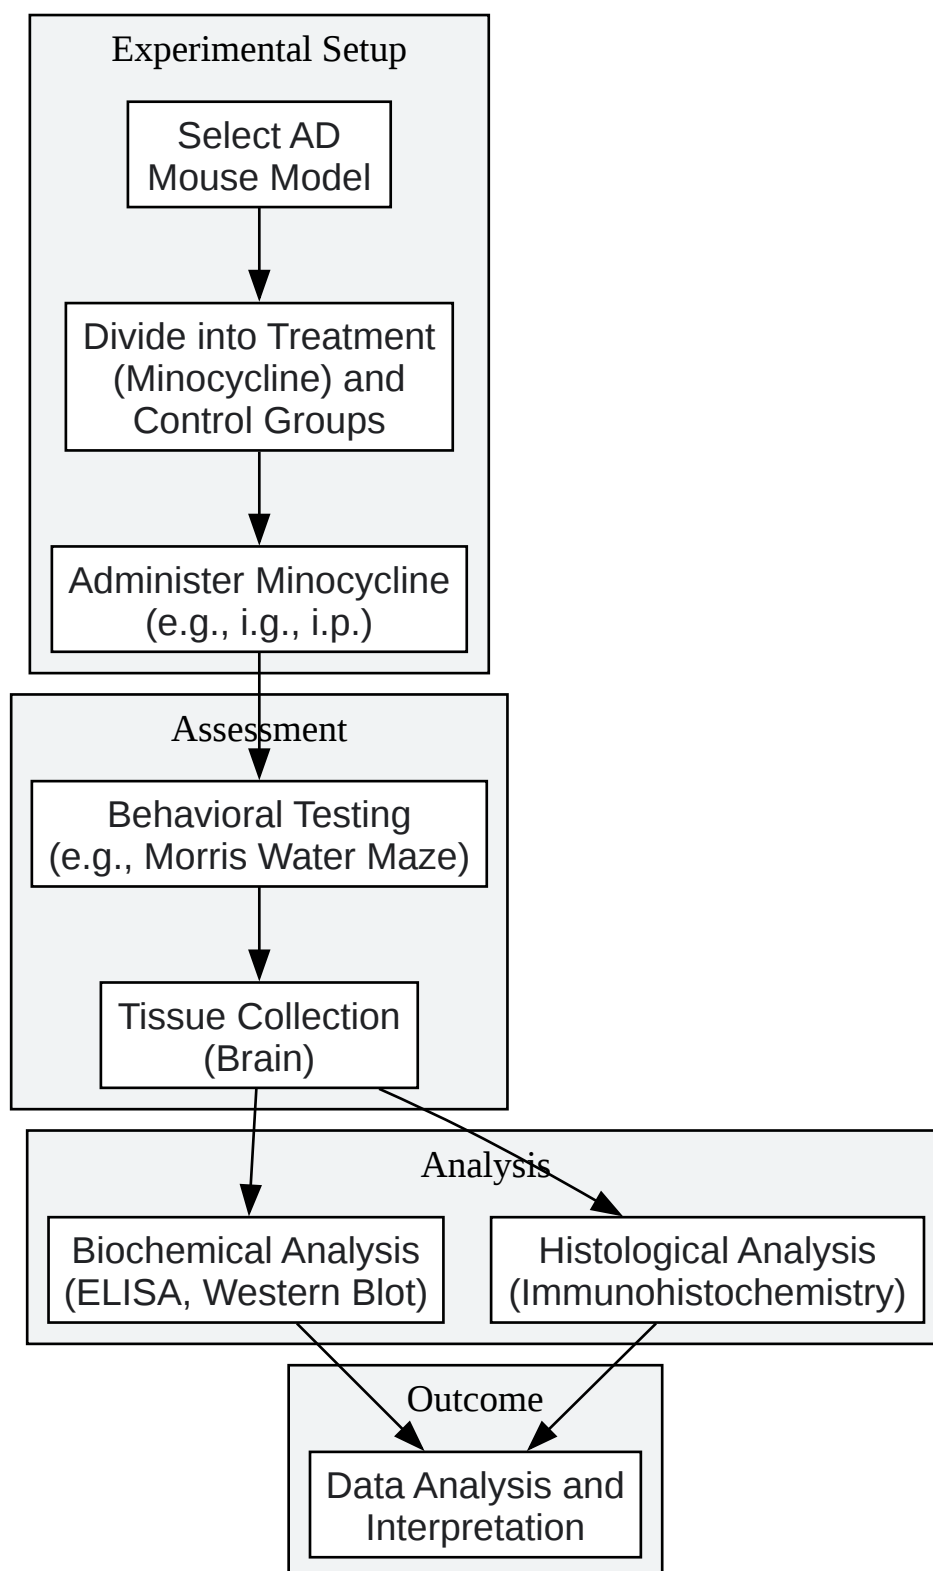 Experimental Setup
Select AD
Mouse Model
Divide into Treatment
(Minocycline) and
Control Groups
Administer Minocycline
(e.g., i.g., i.p.)
Assessment
Behavioral Testing
(e.g., Morris Water Maze)
Tissue Collection
(Brain)
Analysis
Biochemical Analysis
(ELISA, Western Blot)
Histological Analysis
(Immunohistochemistry)
Outcome
Data Analysis and
Interpretation